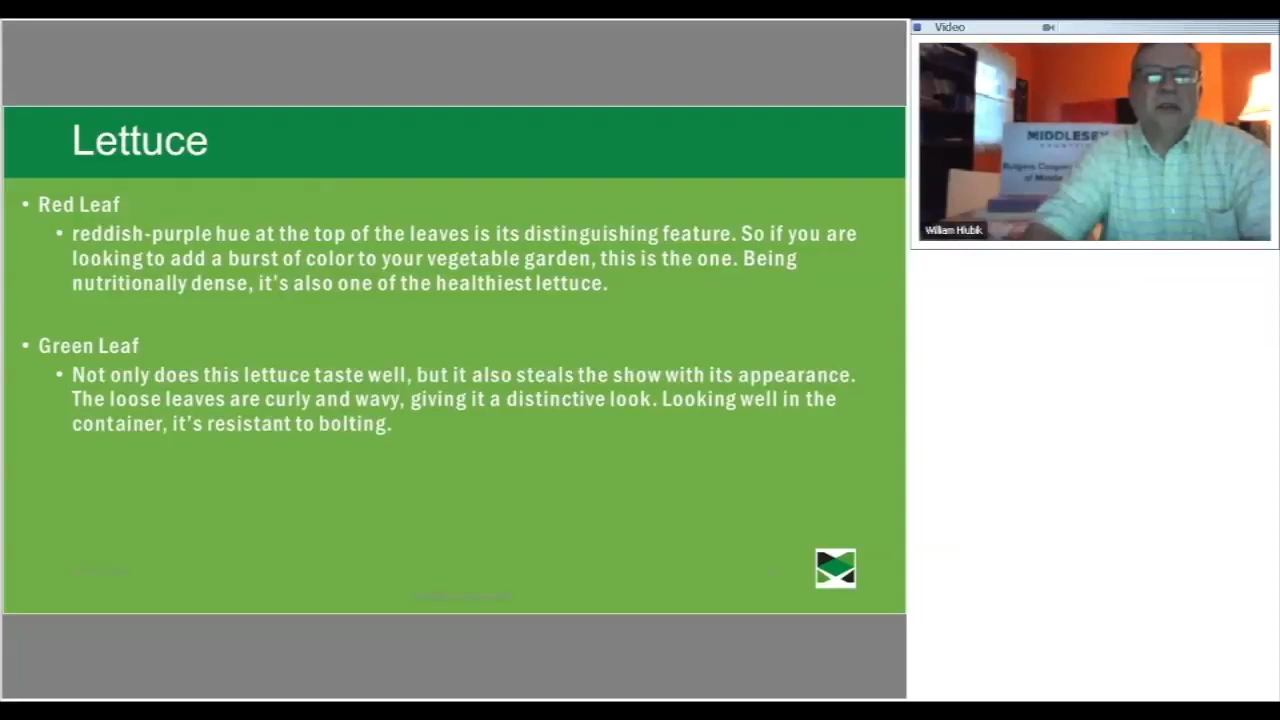 Lettuce
• Red Leaf
• reddish-purple hue at the top of the leaves is its distinguishing feature. So if you are
looking to add a burst of color to your vegetable garden, this is the one. Being
nutritionally dense, it's also one of the healthiest lettuce.
• Green Leaf
• Not only does this lettuce taste well, but it also steals the show with its appearance.
The loose leaves are curly and wavy, giving it a distinctive look. Looking well in the
container, it's resistant to bolting.
Video
MIDDLESEX
William Hlubik